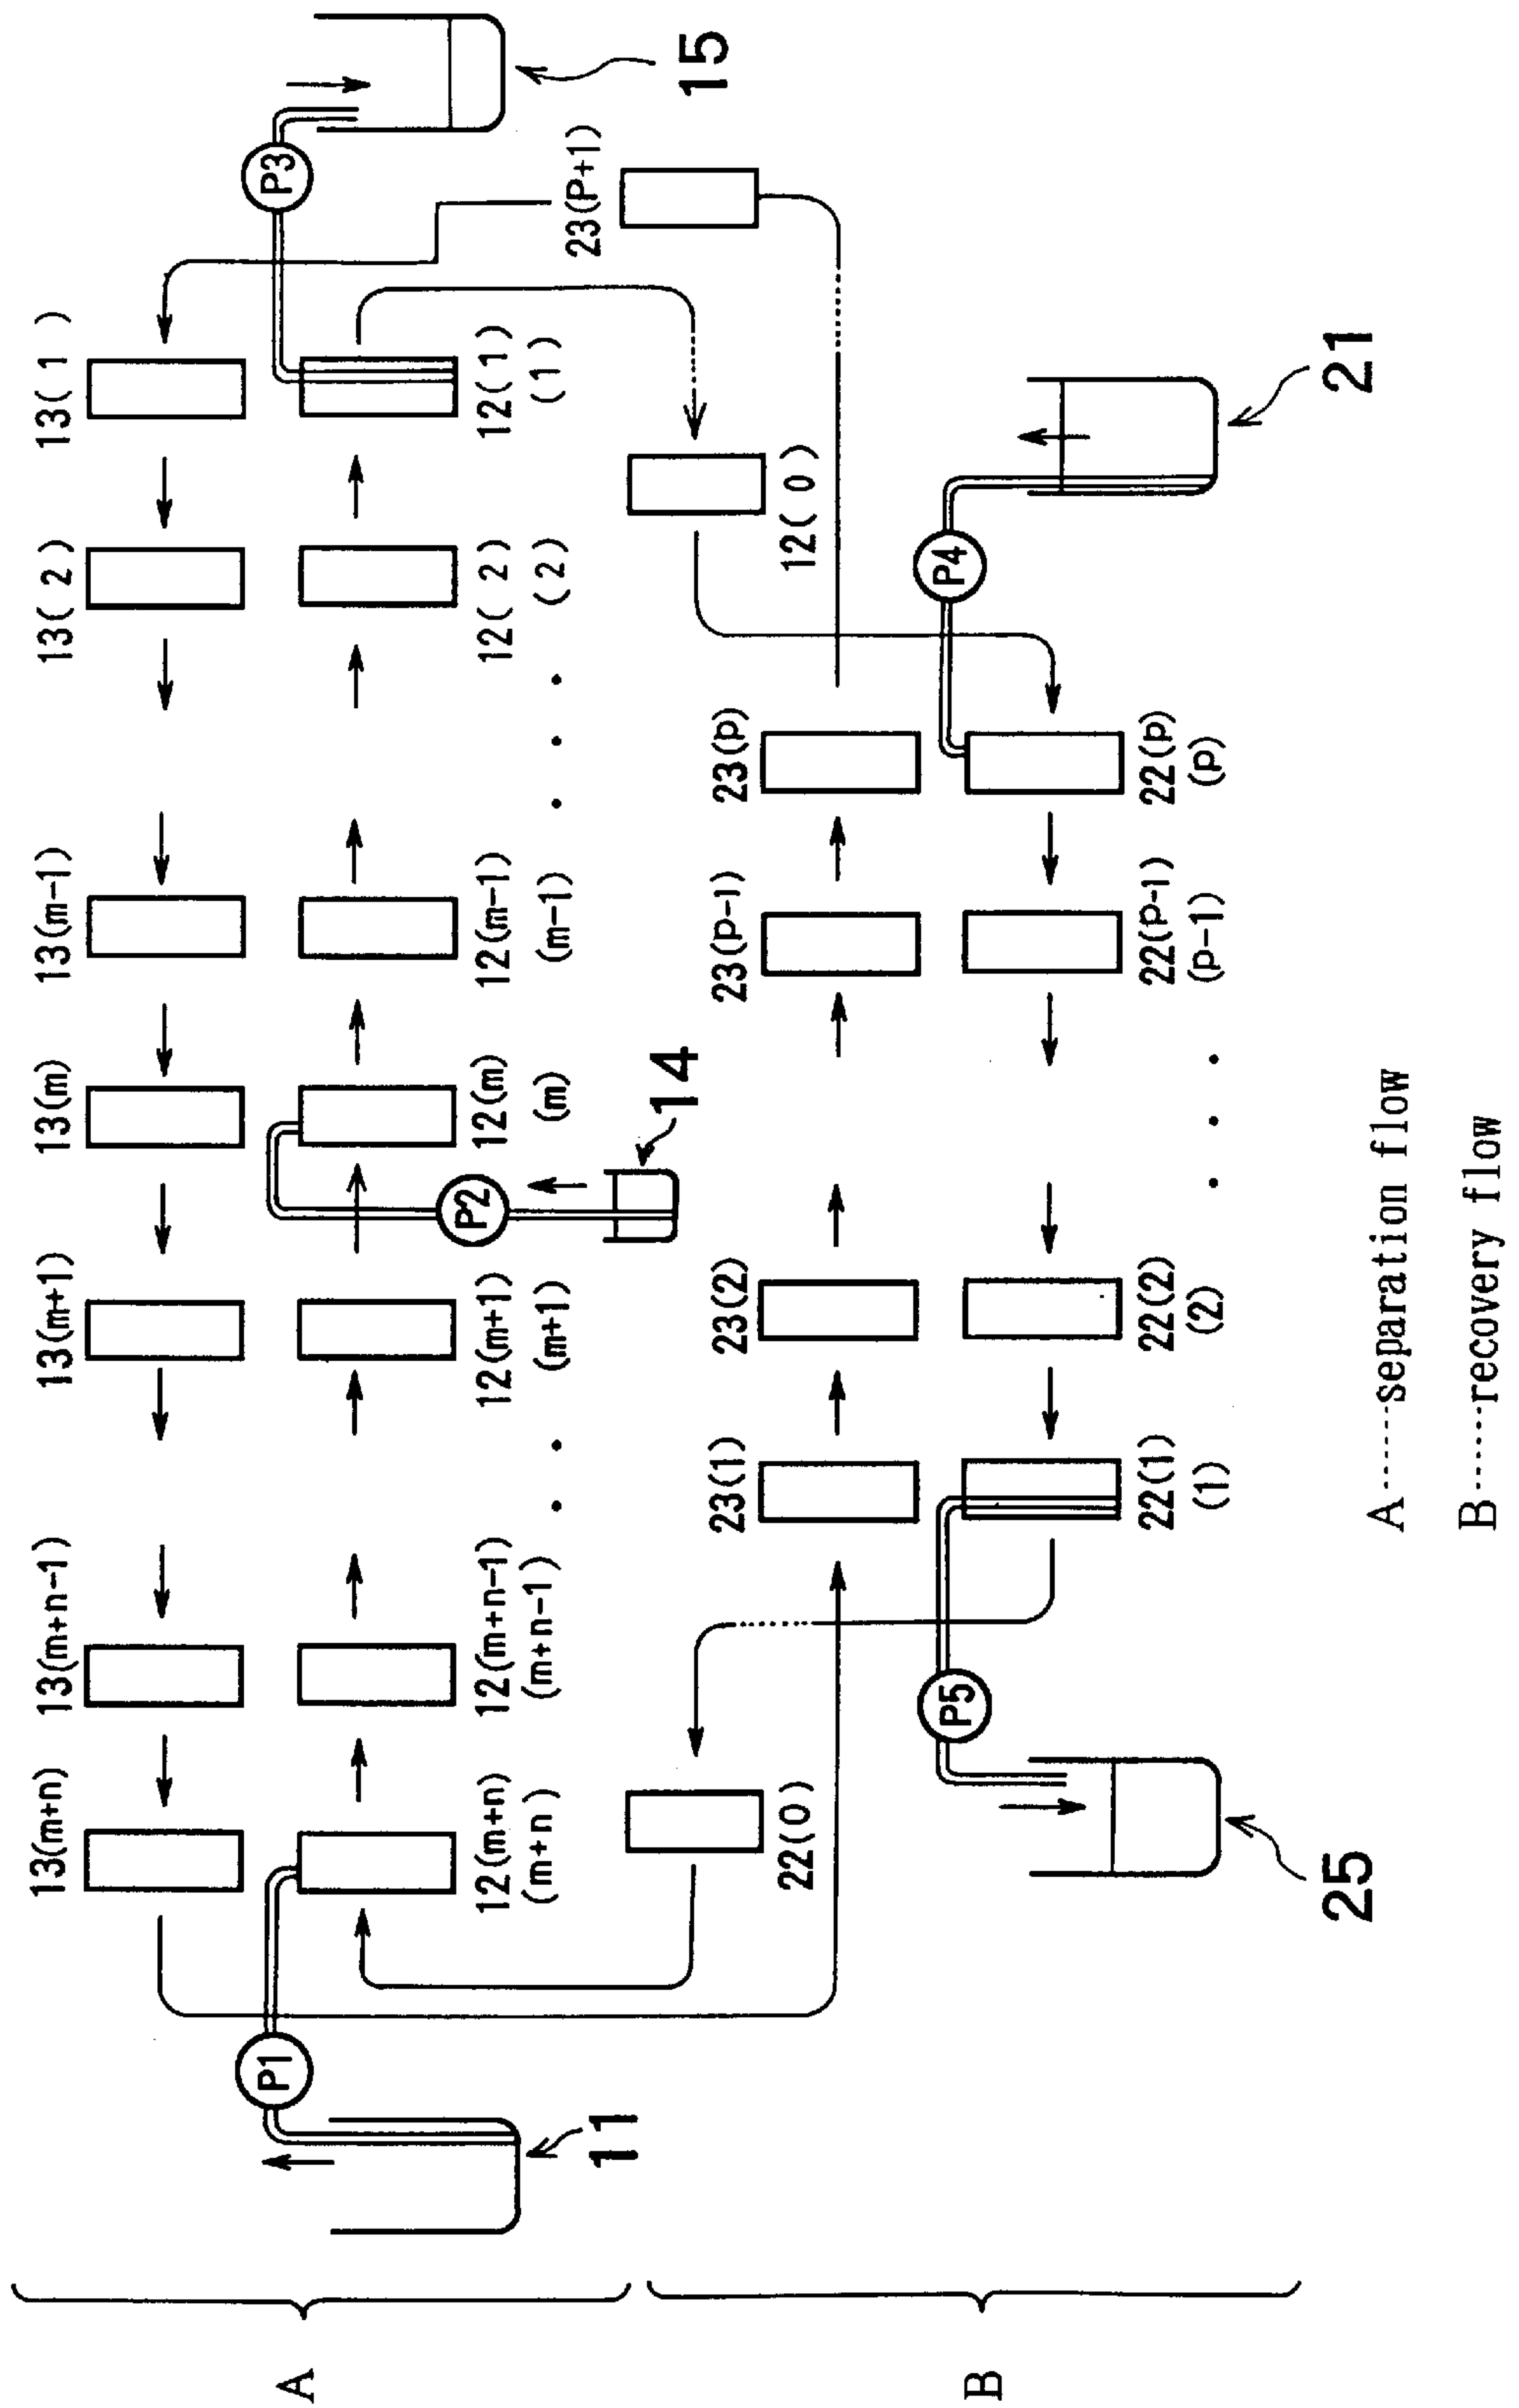 13(m+n) 13(m+n-1) 13(m+1) 13(m) 13(m-1) 13( 2) 13( 1 )
P1 P3
A
P2
12(m+n) 12(m+n-1) 12(m+1) 12(m) 12(m-1) 12( 2) 12( 1)
(m+n) (m+n-1) (m+1) (m) (m-1) (2) (1)
23(P+1)
11 14 15
23(1) 23(2) 23(p-1) 23(p)
22(0) 12( 0 )
P5 P4
B
22(1) 22(2) 22(P-1) 22(p)
(1) (2) (p-1) (p)
25 21
A------separation flow
B------recovery flow